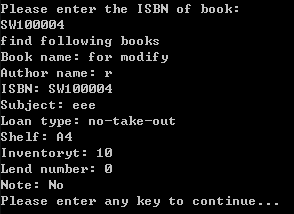 Please enter the ISBN of book:
SW100004
find following books
Book name: for modify
Author name: r
ISBN: SW100004
Subject: eee
Loan type: no-take-out
Shelf: A4
Inventoryt: 10
Lend number: 0
Note: No
Please enter any key to continue...